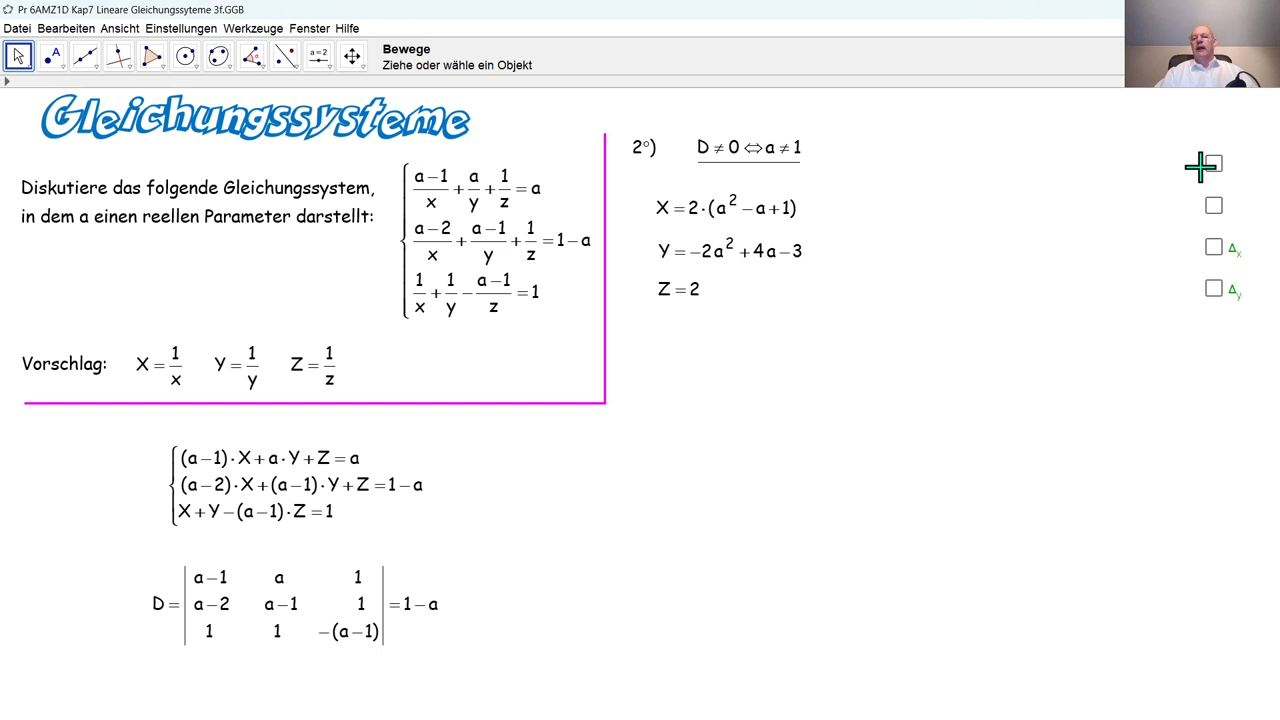 Pr 6AMZ1D Kap7 Lineare Gleichungssyteme 3f.GGB
Datei Bearbeiten Ansicht Einstellungen Werkzeuge Fenster Hilfe
A
a=2
Bewege
Ziehe oder wähle ein Objekt
Gleichungssysteme
Diskutiere das folgende Gleichungssystem,
in dem a einen reellen Parameter darstellt:
(a−1)/x + a/y + 1/z = a
(a−2)/x + (a−1)/y + 1/z = 1−a
1/x + 1/y − (a−1)/z = 1
Vorschlag: X = 1/x Y = 1/y Z = 1/z
(a−1)·X+a·Y+Z=a
(a−2)·X+(a−1)·Y+Z=1−a
X+Y−(a−1)·Z=1
D = | a−1 a 1 |
| a−2 a−1 1 | = 1−a
| 1 1 −(a−1) |
2°) D ≠ 0 ⇔ a ≠ 1
X = 2·(a² − a + 1)
Y = −2a² + 4a − 3
Z = 2
Δx
Δy